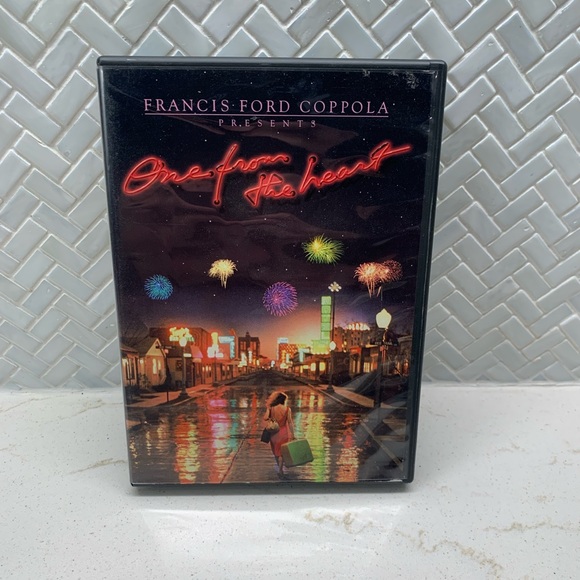 FRANCIS FORD COPPOLA
PRESENTS
One from
the heart